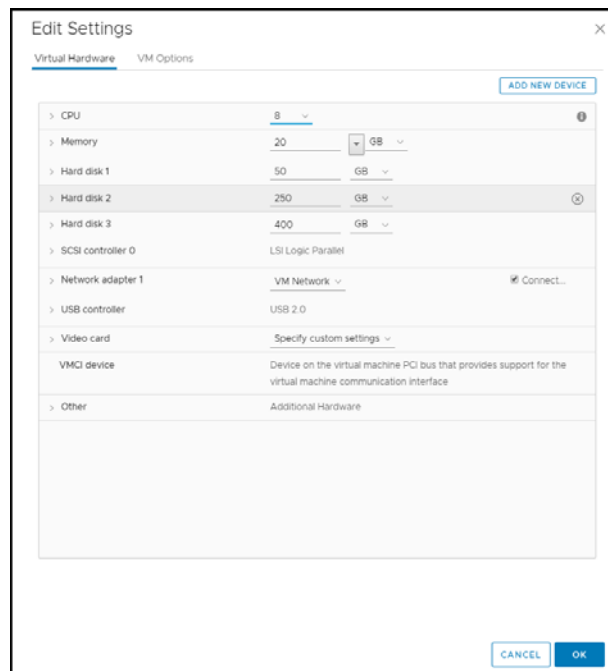 Edit Settings
Virtual Hardware VM Options
ADD NEW DEVICE
CPU 8
Memory 20 GB
Hard disk 1 50 GB
Hard disk 2 250 GB
Hard disk 3 400 GB
SCSI controller 0 LSI Logic Parallel
Network adapter 1 VM Network Connect...
USB controller USB 2.0
Video card Specify custom settings
VMCI device Device on the virtual machine PCI bus that provides support for the
virtual machine communication interface
Other Additional Hardware
CANCEL OK